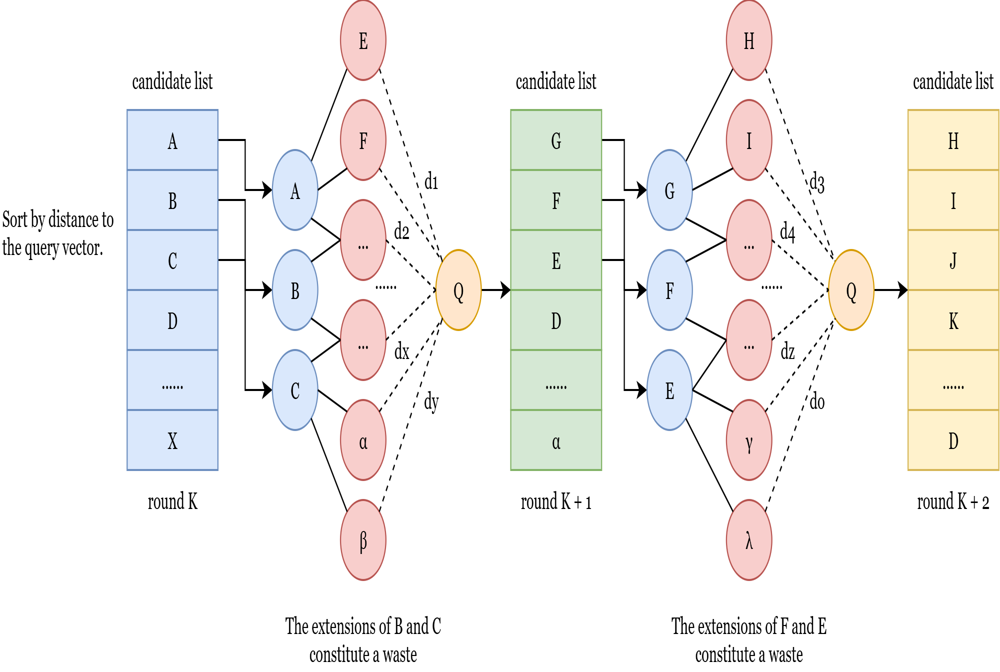 Sort by distance to
the query vector.
candidate list
A
B
C
D
......
X
round K
A
B
C
E
F
...
......
...
α
β
d1
d2
dx
dy
Q
The extensions of B and C
constitute a waste
candidate list
G
F
E
D
......
α
round K + 1
G
F
E
H
I
...
......
...
γ
λ
d3
d4
dz
do
Q
The extensions of F and E
constitute a waste
candidate list
H
I
J
K
......
D
round K + 2